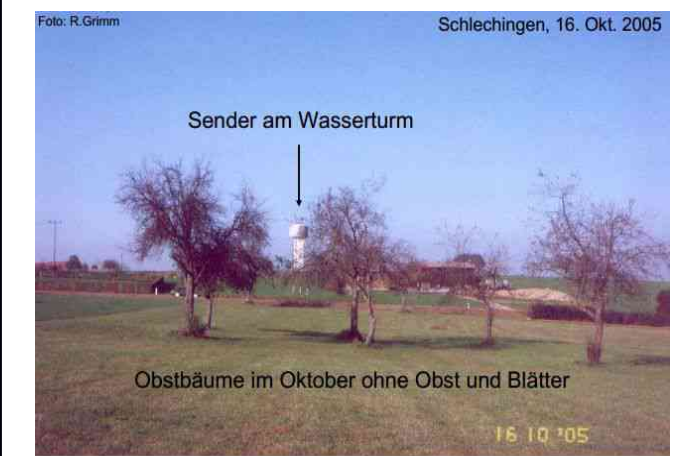 Foto: R.Grimm
Schlechingen, 16. Okt. 2005
Sender am Wasserturm
Obstbäume im Oktober ohne Obst und Blätter
16 10 '05